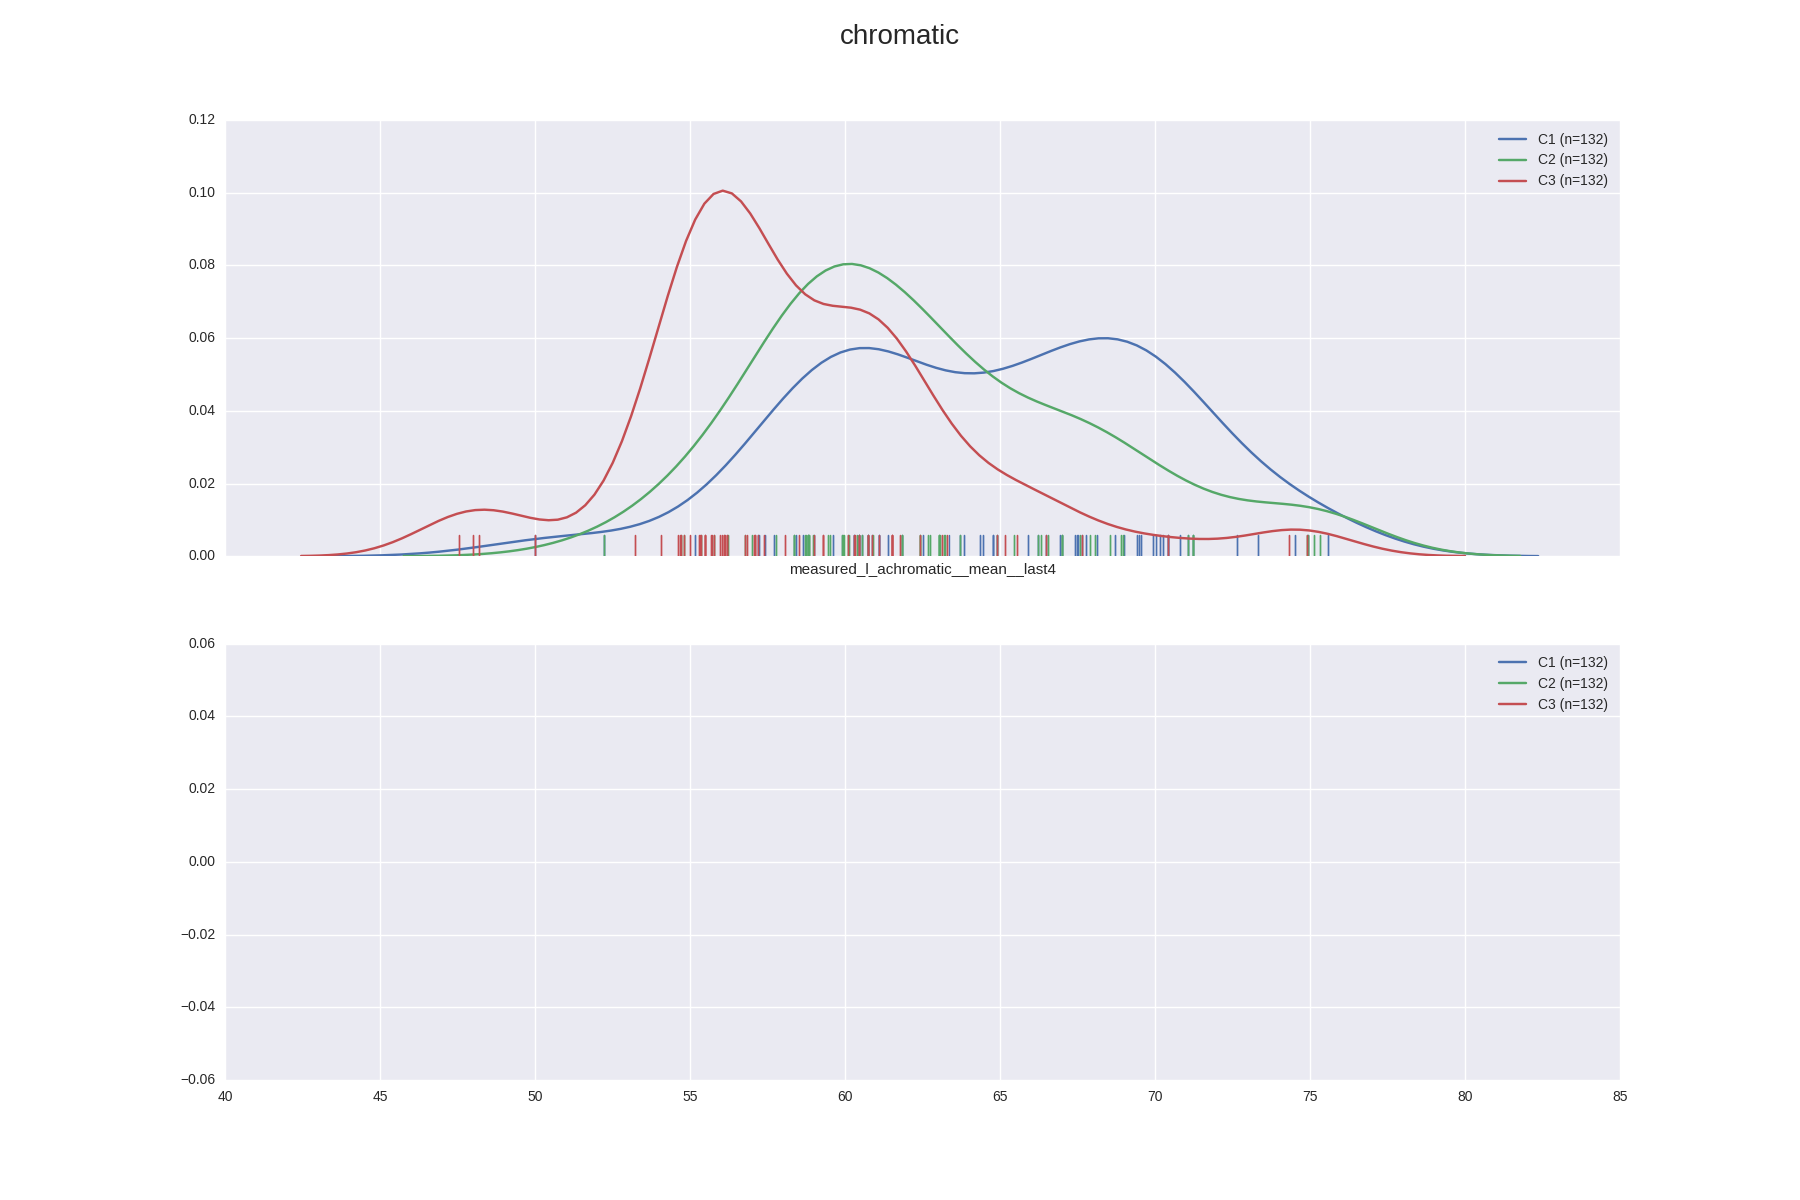 chromatic
0.12
0.10
0.08
0.06
0.04
0.02
0.00
C1 (n=132)
C2 (n=132)
C3 (n=132)
measured_l_achromatic__mean__last4
0.06
0.04
0.02
0.00
−0.02
−0.04
−0.06
C1 (n=132)
C2 (n=132)
C3 (n=132)
40 45 50 55 60 65 70 75 80 85